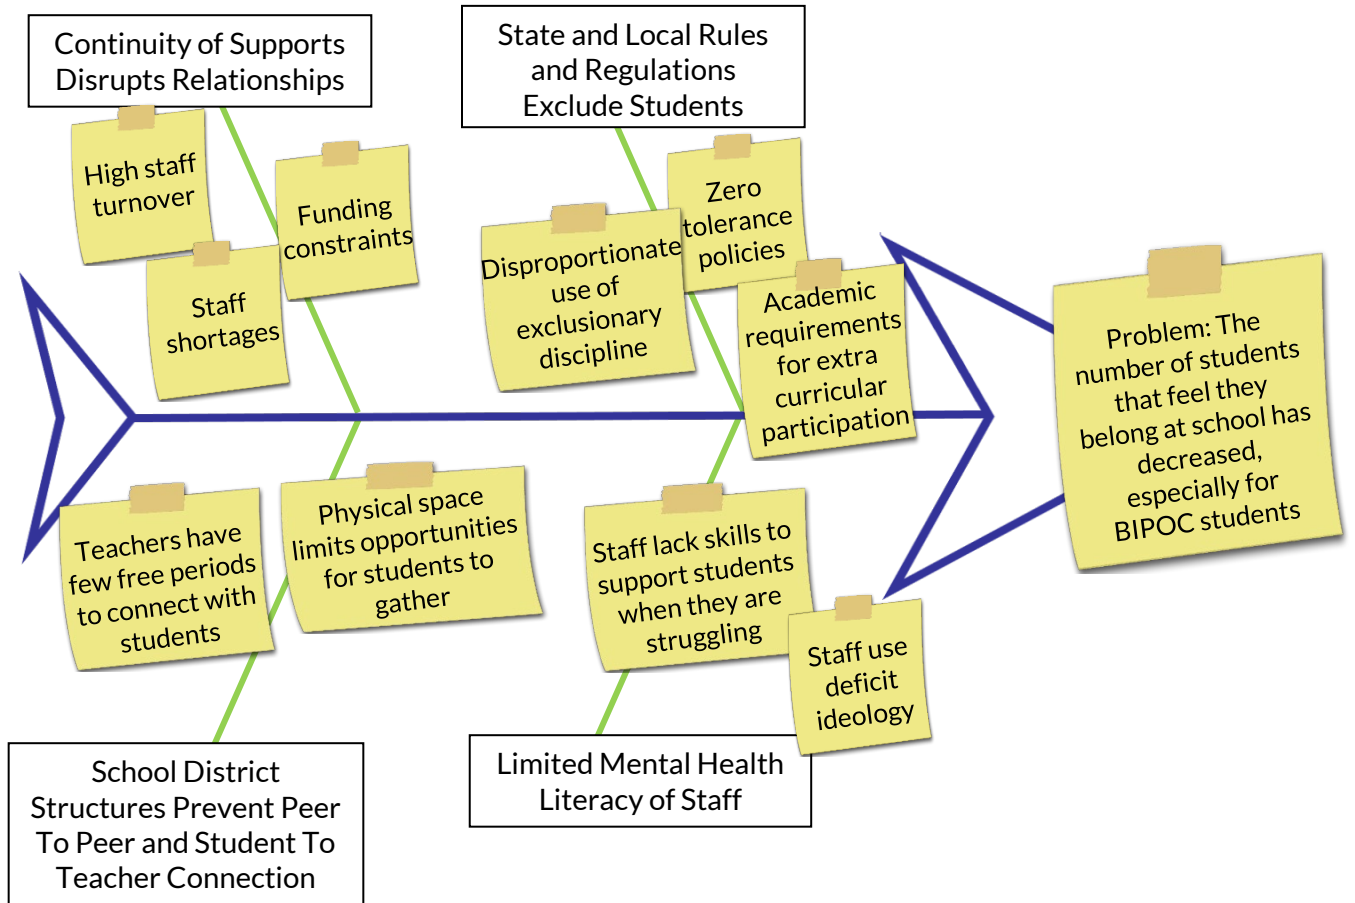 Continuity of Supports
Disrupts Relationships
State and Local Rules
and Regulations
Exclude Students
High staff
turnover
Funding
constraints
Staff
shortages
Zero
tolerance
policies
Disproportionate
use of
exclusionary
discipline
Academic
requirements
for extra
curricular
participation
Problem: The
number of students
that feel they
belong at school has
decreased,
especially for
BIPOC students
Teachers have
few free periods
to connect with
students
Physical space
limits opportunities
for students to
gather
Staff lack skills to
support students
when they are
struggling
Staff use
deficit
ideology
School District
Structures Prevent Peer
To Peer and Student To
Teacher Connection
Limited Mental Health
Literacy of Staff